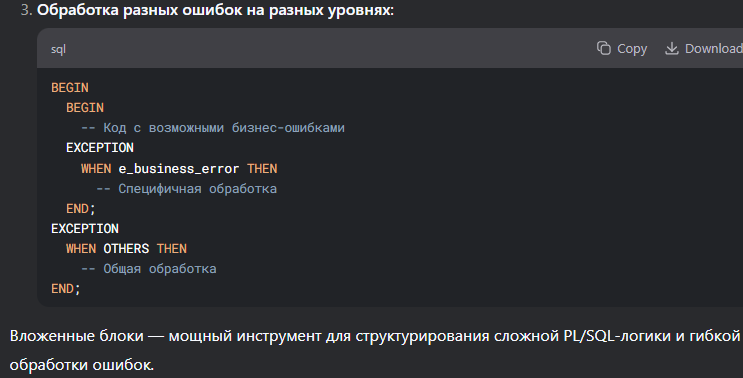 3. Обработка разных ошибок на разных уровнях:
sql Copy Download
BEGIN
  BEGIN
    -- Код с возможными бизнес-ошибками
  EXCEPTION
    WHEN e_business_error THEN
      -- Специфичная обработка
  END;
EXCEPTION
  WHEN OTHERS THEN
    -- Общая обработка
END;
Вложенные блоки — мощный инструмент для структурирования сложной PL/SQL-логики и гибкой
обработки ошибок.